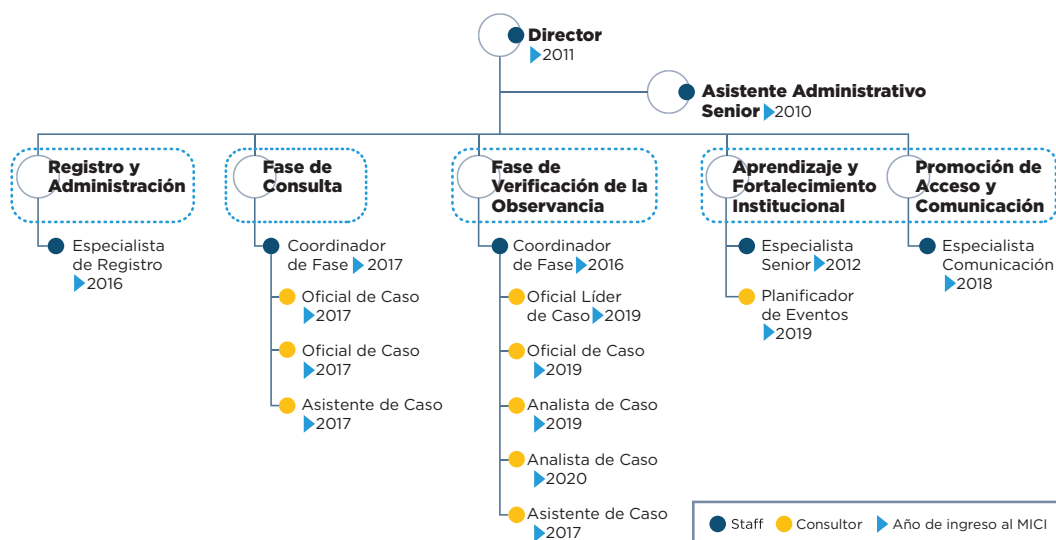 Director
2011
Asistente Administrativo
Senior 2010
Registro y
Administración
Especialista
de Registro
2016
Fase de
Consulta
Coordinador
de Fase 2017
Oficial de Caso
2017
Oficial de Caso
2017
Asistente de Caso
2017
Fase de
Verificación de la
Observancia
Coordinador
de Fase 2016
Oficial Líder
de Caso 2019
Oficial de Caso
2019
Analista de Caso
2019
Analista de Caso
2020
Asistente de Caso
2017
Aprendizaje y
Fortalecimiento
Institucional
Especialista
Senior 2012
Planificador
de Eventos
2019
Promoción de
Acceso y
Comunicación
Especialista
Comunicación
2018
Staff Consultor Año de ingreso al MICI